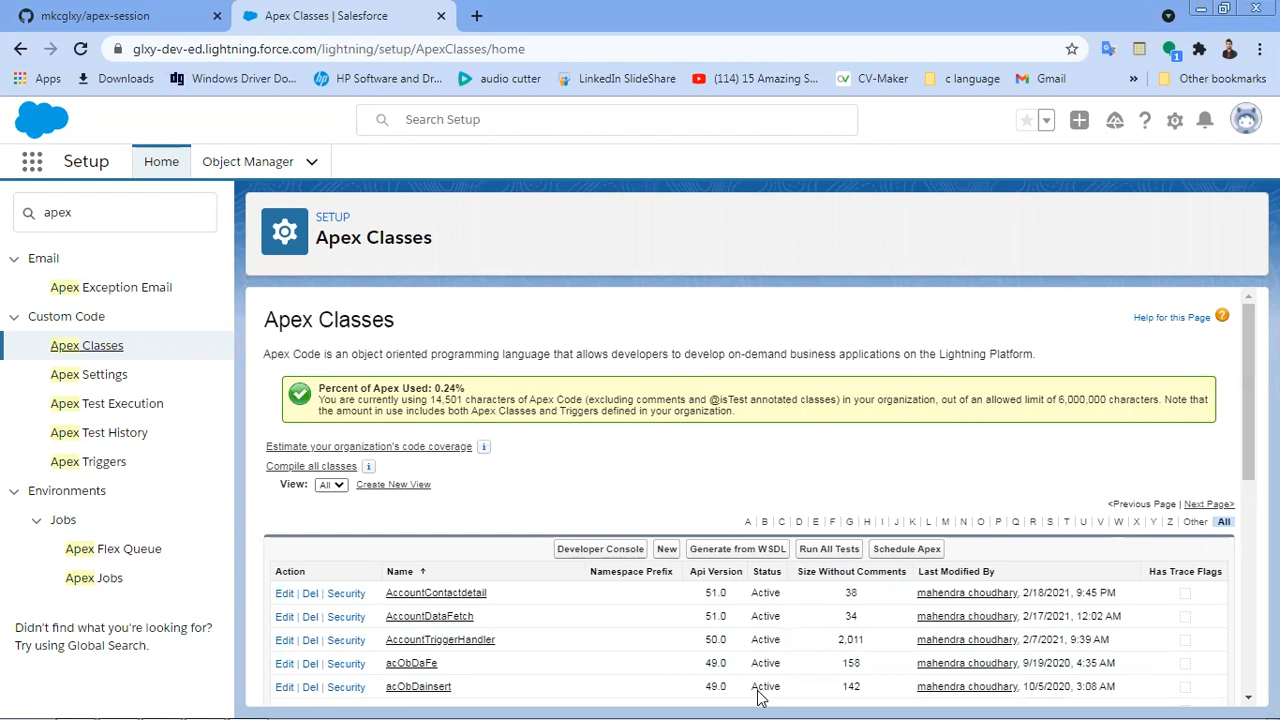 mkcglxy/apex-session
Apex Classes | Salesforce
glxy-dev-ed.lightning.force.com/lightning/setup/ApexClasses/home
1
Apps
Downloads
Windows Driver Do...
HP Software and Dr...
audio cutter
LinkedIn SlideShare
(114) 15 Amazing S...
CV-Maker
c language
Gmail
»
Other bookmarks
Search Setup
Setup
Home
Object Manager
apex
Email
Apex Exception Email
Custom Code
Apex Classes
Apex Settings
Apex Test Execution
Apex Test History
Apex Triggers
Environments
Jobs
Apex Flex Queue
Apex Jobs
Didn't find what you're looking for?
Try using Global Search.
SETUP
Apex Classes
Apex Classes
Help for this Page ?
Apex Code is an object oriented programming language that allows developers to develop on-demand business applications on the Lightning Platform.
Percent of Apex Used: 0.24%
You are currently using 14,501 characters of Apex Code (excluding comments and @isTest annotated classes) in your organization, out of an allowed limit of 6,000,000 characters. Note that
the amount in use includes both Apex Classes and Triggers defined in your organization.
Estimate your organization's code coverage i
Compile all classes i
View: All Create New View
<Previous Page | Next Page>
A | B | C | D | E | F | G | H | I | J | K | L | M | N | O | P | Q | R | S | T | U | V | W | X | Y | Z | Other All
Developer Console New Generate from WSDL Run All Tests Schedule Apex
Action Name ↑ Namespace Prefix Api Version Status Size Without Comments Last Modified By Has Trace Flags
Edit | Del | Security AccountContactdetail 51.0 Active 38 mahendra choudhary, 2/18/2021, 9:45 PM
Edit | Del | Security AccountDataFetch 51.0 Active 34 mahendra choudhary, 2/17/2021, 12:02 AM
Edit | Del | Security AccountTriggerHandler 50.0 Active 2,011 mahendra choudhary, 2/7/2021, 9:39 AM
Edit | Del | Security acObDaFe 49.0 Active 158 mahendra choudhary, 9/19/2020, 4:35 AM
Edit | Del | Security acObDainsert 49.0 Active 142 mahendra choudhary, 10/5/2020, 3:08 AM